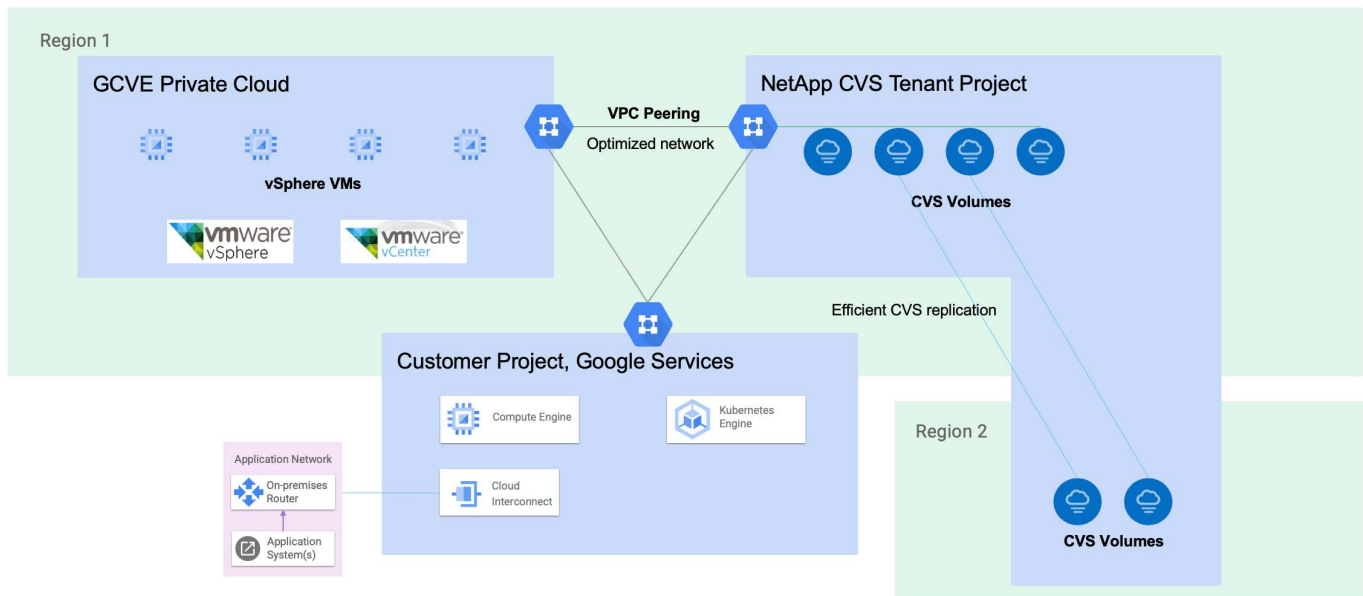 Region 1
GCVE Private Cloud
vSphere VMs
vmware®
vSphere
vmware®
vCenter
VPC Peering
Optimized network
NetApp CVS Tenant Project
CVS Volumes
Efficient CVS replication
Customer Project, Google Services
Compute Engine
Kubernetes
Engine
Cloud
Interconnect
Application Network
On-premises
Router
Application
System(s)
Region 2
CVS Volumes